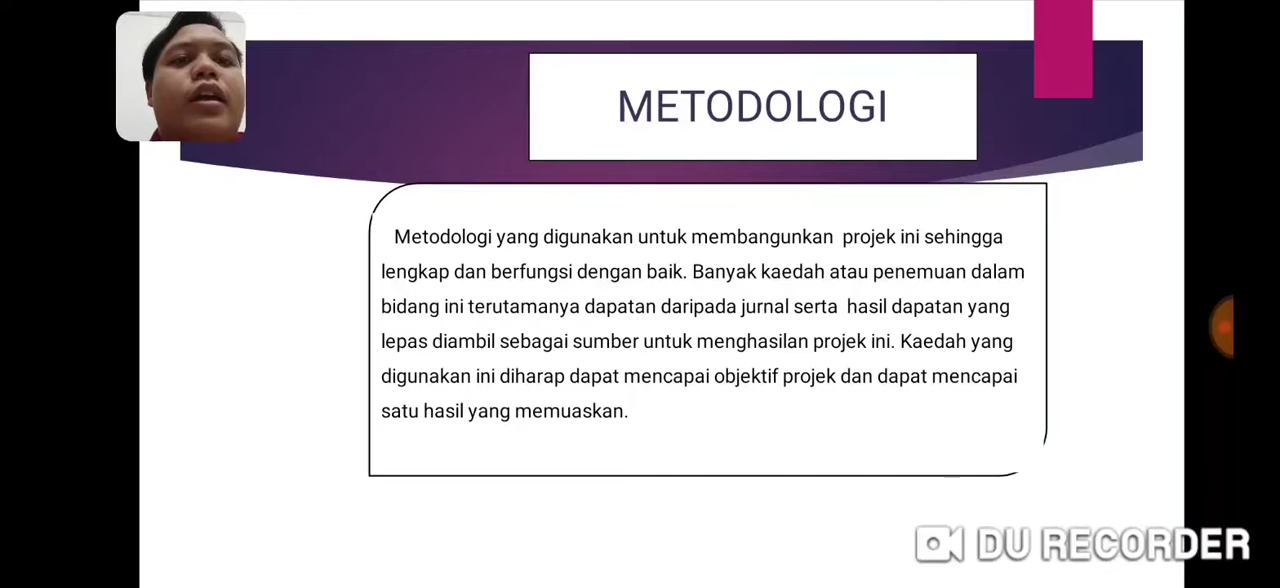 METODOLOGI
Metodologi yang digunakan untuk membangunkan projek ini sehingga
lengkap dan berfungsi dengan baik. Banyak kaedah atau penemuan dalam
bidang ini terutamanya dapatan daripada jurnal serta hasil dapatan yang
lepas diambil sebagai sumber untuk menghasilan projek ini. Kaedah yang
digunakan ini diharap dapat mencapai objektif projek dan dapat mencapai
satu hasil yang memuaskan.
DU RECORDER